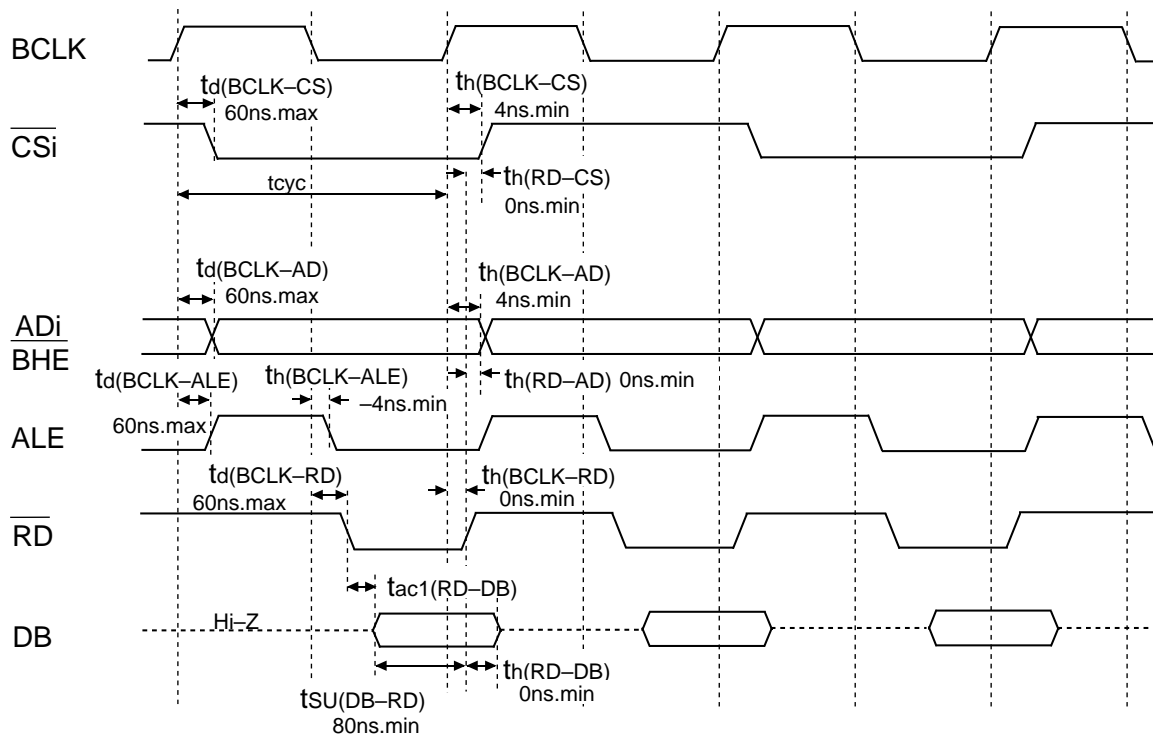 BCLK
td(BCLK–CS)
60ns.max
th(BCLK–CS)
4ns.min
CSi
tcyc
th(RD–CS)
0ns.min
td(BCLK–AD)
60ns.max
th(BCLK–AD)
4ns.min
ADi
BHE
td(BCLK–ALE)
60ns.max
th(BCLK–ALE)
–4ns.min
th(RD–AD) 0ns.min
ALE
td(BCLK–RD)
60ns.max
th(BCLK–RD)
0ns.min
RD
tac1(RD–DB)
Hi–Z
DB
tSU(DB–RD)
80ns.min
th(RD–DB)
0ns.min